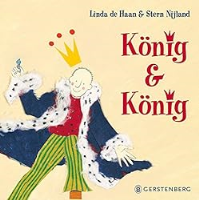 Linda de Haan & Stern Nijland
König
&
König
GERSTENBERG